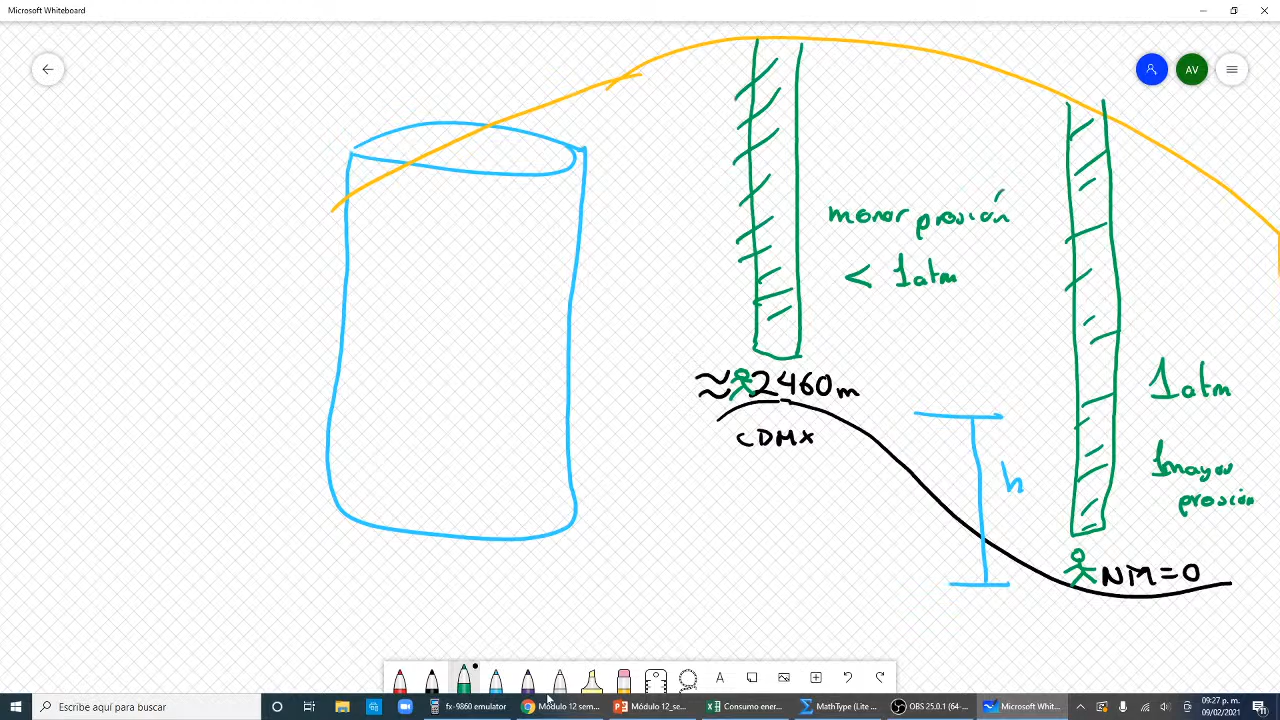 Microsoft Whiteboard
AV
menor presión
< 1atm
≈ 2460m
CDMX
h
1atm
1mayor
presión
NM=0
A
Escribe aquí para buscar
fx-9860 emulator
Módulo 12 sem...
Módulo 12_se...
Consumo ener...
MathType (Lite ...
OBS 25.0.1 (64-...
Microsoft Whit...
09:27 p. m.
09/02/2021